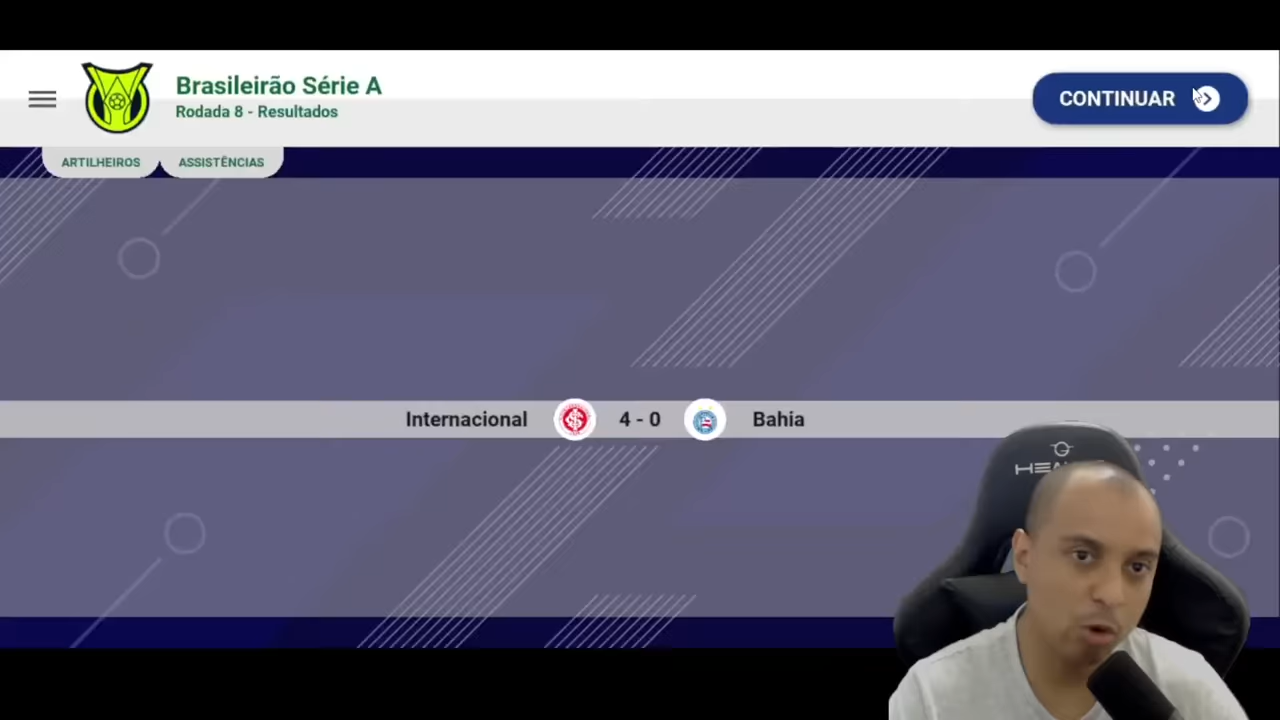 Brasileirão Série A
Rodada 8 - Resultados
CONTINUAR
ARTILHEIROS
ASSISTÊNCIAS
Internacional 4 - 0 Bahia